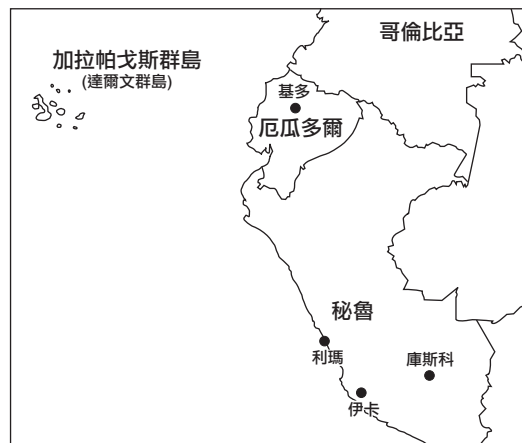 哥倫比亞
加拉帕戈斯群島
(達爾文群島)
基多
厄瓜多爾
秘魯
利瑪
庫斯科
伊卡